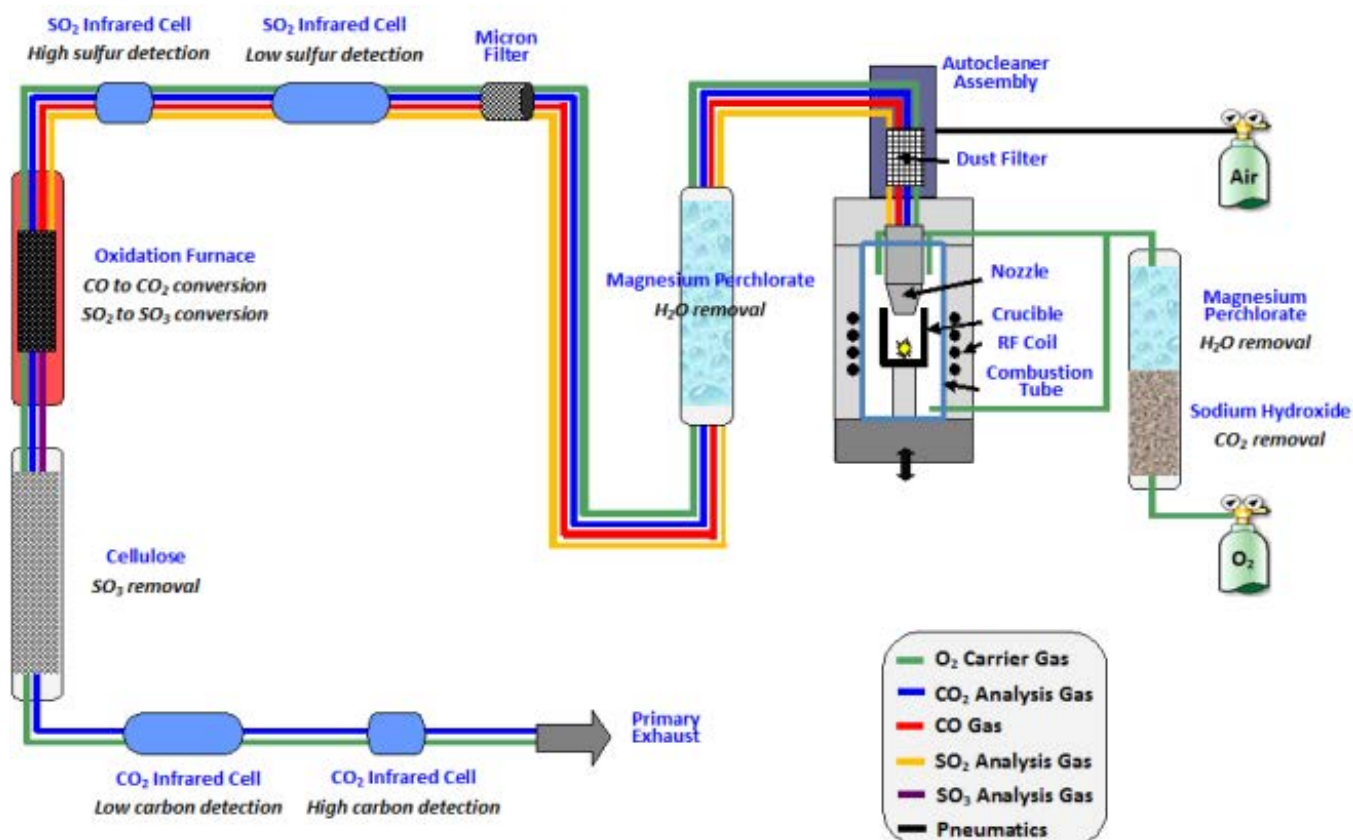 SO₂ Infrared Cell
High sulfur detection
SO₂ Infrared Cell
Low sulfur detection
Micron
Filter
Autocleaner
Assembly
Dust Filter
Air
Oxidation Furnace
CO to CO₂ conversion
SO₂ to SO₃ conversion
Magnesium Perchlorate
H₂O removal
Nozzle
Crucible
RF Coil
Combustion
Tube
Magnesium
Perchlorate
H₂O removal
Sodium Hydroxide
CO₂ removal
O₂
Cellulose
SO₃ removal
CO₂ Infrared Cell
Low carbon detection
CO₂ Infrared Cell
High carbon detection
Primary
Exhaust
O₂ Carrier Gas
CO₂ Analysis Gas
CO Gas
SO₂ Analysis Gas
SO₃ Analysis Gas
Pneumatics